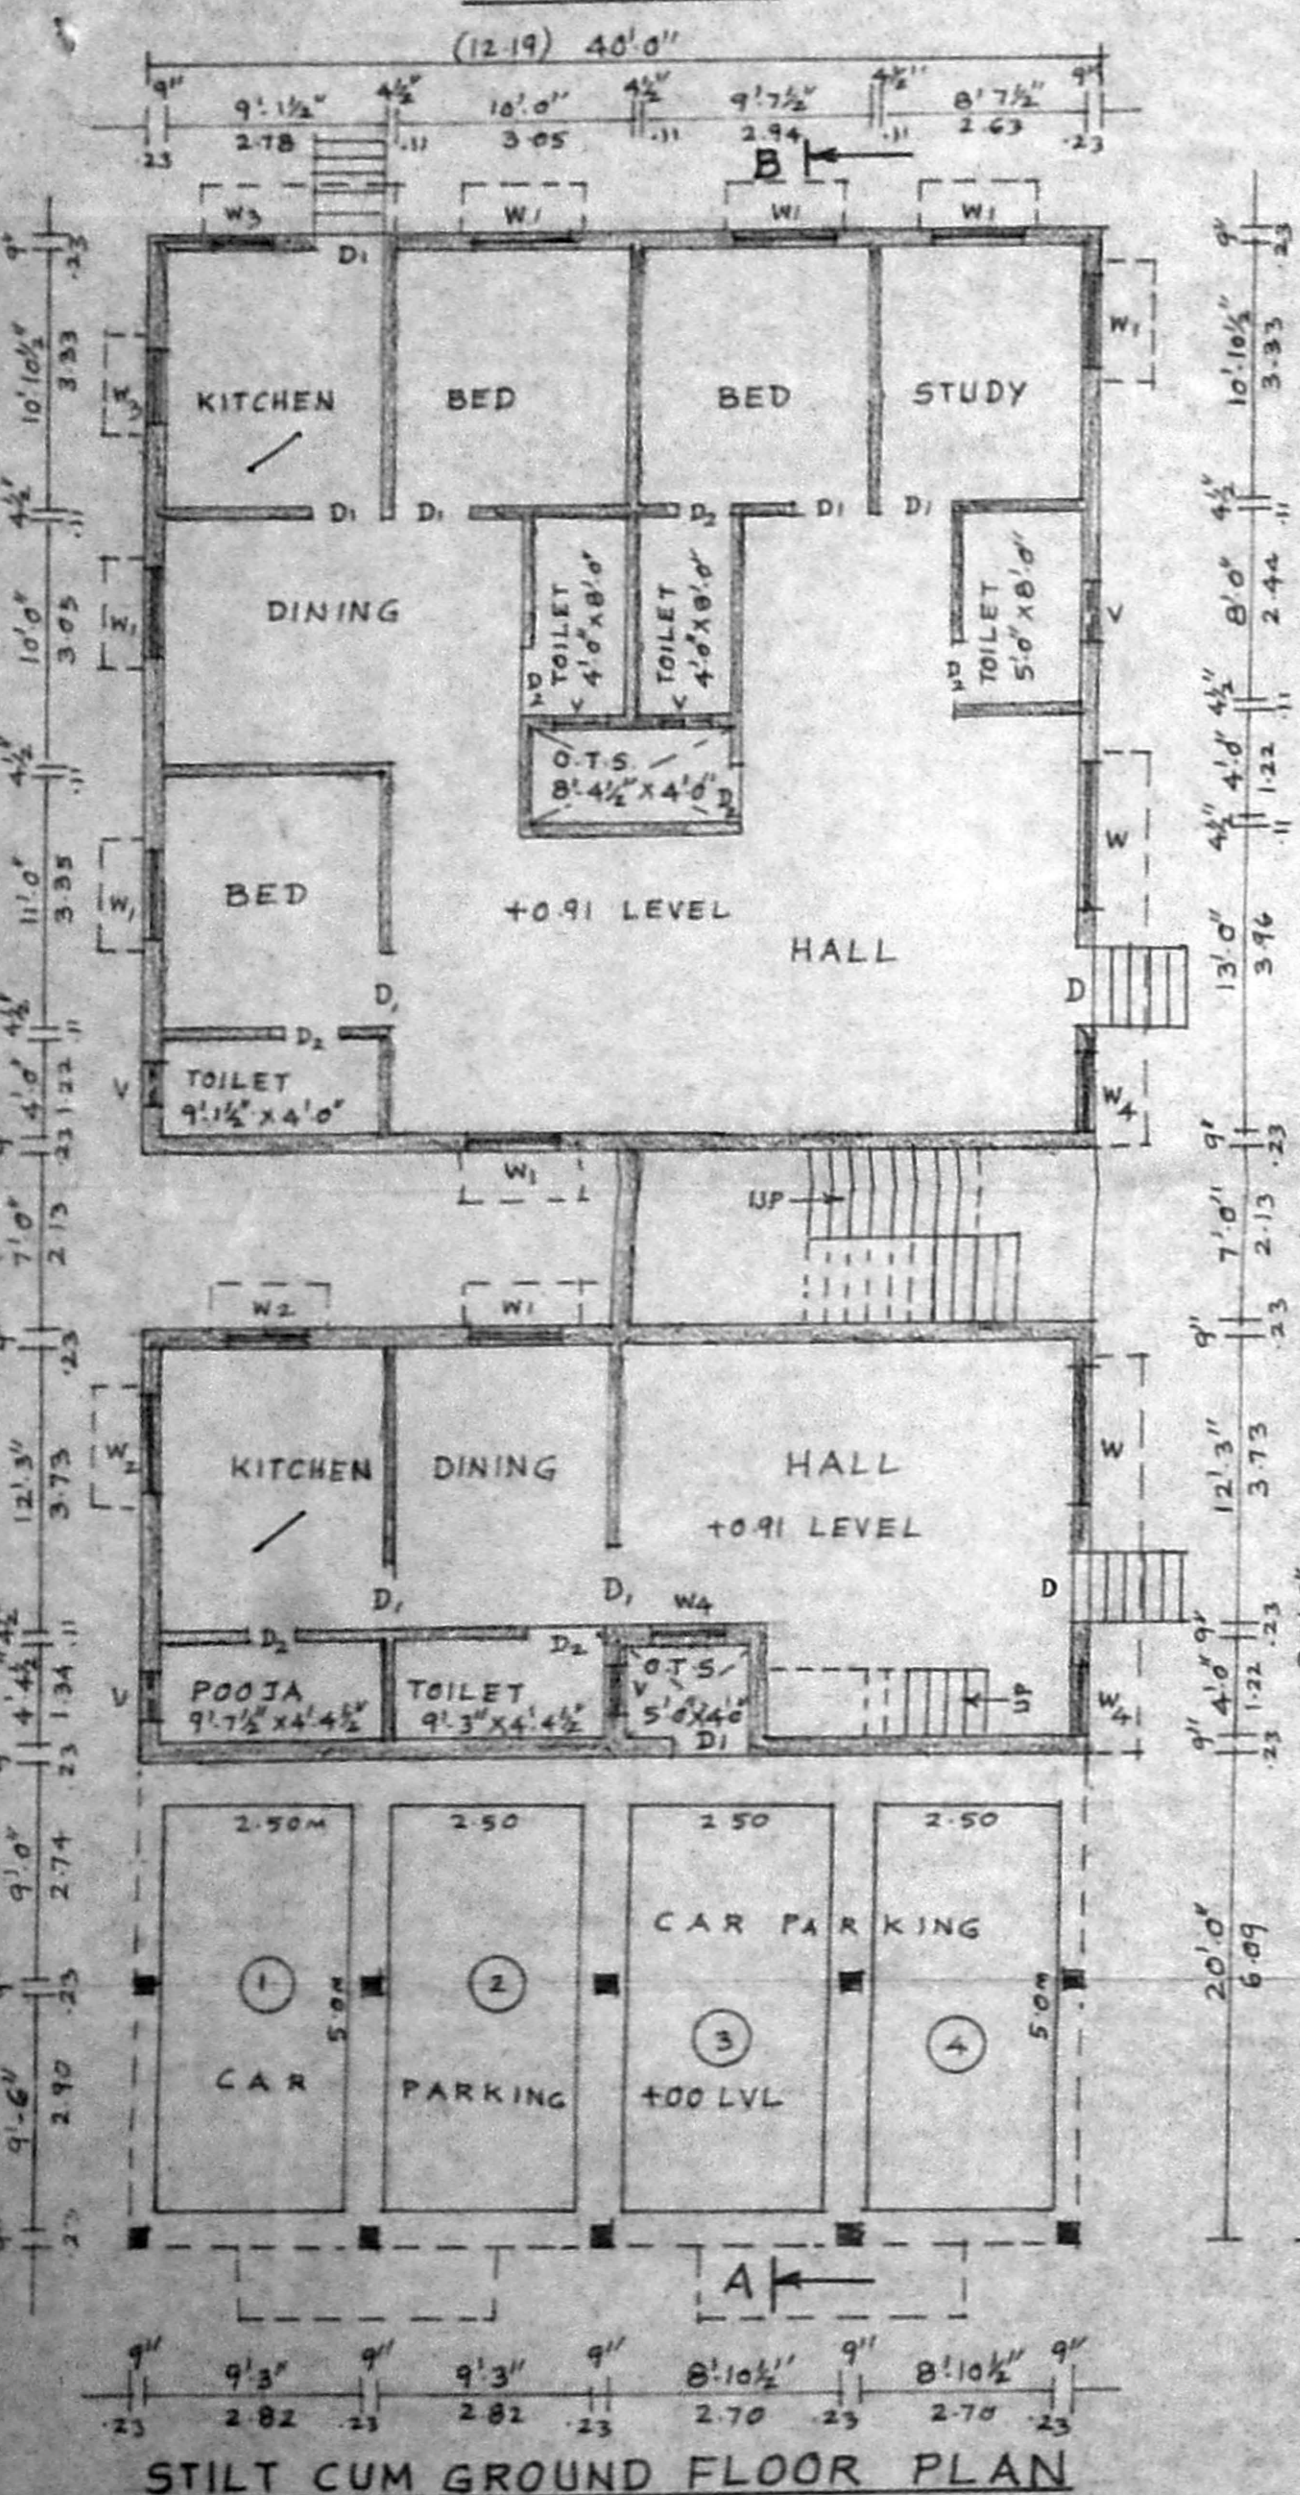 (12.19) 40'.0"
9" 9'.1½" 4½" 10'.0" 4½" 9'.7½" 4½" 8'.7½" 9"
.23 2.78 .11 3.05 .11 2.94 .11 2.63 .23
B
W3 W1 W1 W1
D1
9" .23
9" .23
W1
10'.10½" 3.33
10'.10½" 3.33
W3
KITCHEN BED BED STUDY
4½" .11
D1 D1 D2 D1 D1
4½" .11
10'.0" 3.05
W1
DINING
TOILET 4'.0" X 8'.0"
TOILET 4'.0" X 8'.0"
TOILET 5'.0" X 8'.0"
V
8'.0" 2.44
D2 V V D2
4½" .11
4½" .11
O.T.S.
8'.4½" X 4'.0" D2
4'.0" 1.22
W
4½" .11
11'.0" 3.35
W1
BED
+0.91 LEVEL
HALL
13'.0" 3.96
D1
D
4½" .11
D2
V
TOILET
9'.1½" X 4'.0"
W4
4'.0" 1.22
.23
9" .23
W1
UP
7'.0" 2.13
7'.0" 2.13
W2 W1
.23
9" .23
W2
KITCHEN DINING HALL
+0.91 LEVEL
W
12'.3" 3.73
12'.3" 3.73
D1 D1 W4 D
4½" .11
D2 D2
9" .23
4'.4½" 1.34
V
POOJA
9'.7½" X 4'.4½"
TOILET
9'.3" X 4'.4½"
O.T.S.
V
5'.0" X 4'.0"
D1
UP
W4
4'.0" 1.22
.23
9" .23
2.50M 2.50 2.50 2.50
9'.0" 2.74
CAR PARKING
1 2
.23
5.0M 5.0M
3 4
20'.0" 6.09
CAR PARKING +00 LVL
9'-6" 2.90
.23
A
9" 9'.3" 9" 9'.3" 9" 8'.10½" 9" 8'.10½" 9"
.23 2.82 .23 2.82 .23 2.70 .23 2.70 .23
STILT CUM GROUND FLOOR PLAN